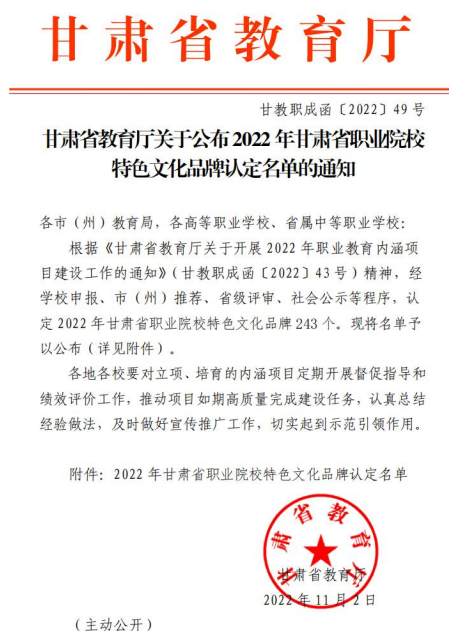 甘肃省教育厅
甘教职成函〔2022〕49号
甘肃省教育厅关于公布2022年甘肃省职业院校
特色文化品牌认定名单的通知
各市（州）教育局，各高等职业学校、省属中等职业学校：
根据《甘肃省教育厅关于开展2022年职业教育内涵项
目建设工作的通知》（甘教职成函〔2022〕43号）精神，经
学校申报、市（州）推荐、省级评审、社会公示等程序，认
定2022年甘肃省职业院校特色文化品牌243个。现将名单予
以公布（详见附件）。
各地各校要对立项、培育的内涵项目定期开展督促指导和
绩效评价工作，推动项目如期高质量完成建设任务，认真总结
经验做法，及时做好宣传推广工作，切实起到示范引领作用。
附件：2022年甘肃省职业院校特色文化品牌认定名单
甘肃省教育厅
甘肃省教育厅
2022年11月2日
（主动公开）